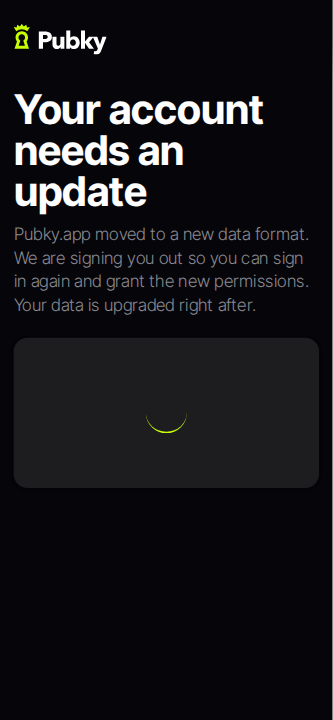 Pubky
Your account
needs an
update
Pubky.app moved to a new data format.
We are signing you out so you can sign
in again and grant the new permissions.
Your data is upgraded right after.